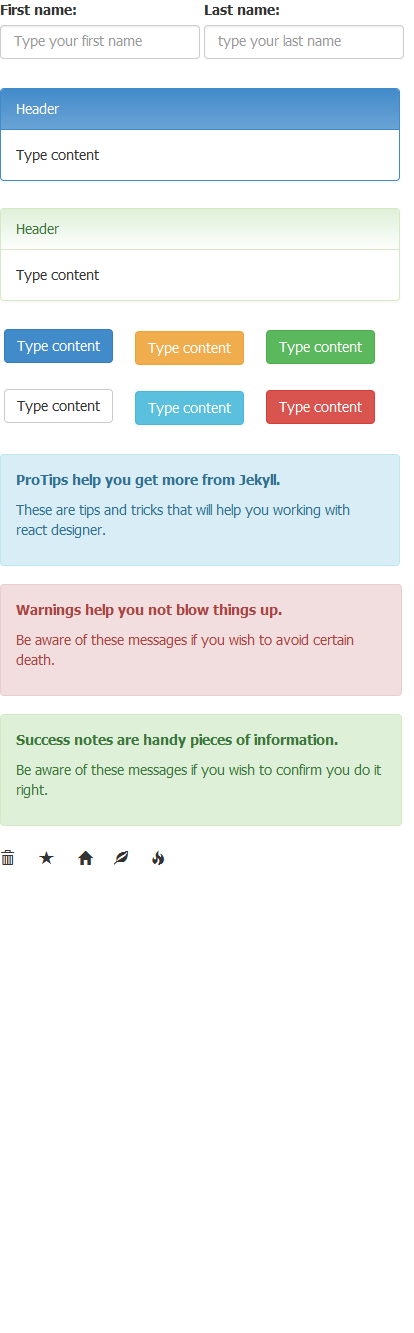 First name: Last name:
Type your first name type your last name
Header
Type content
Header
Type content
Type content Type content Type content
Type content Type content Type content
ProTips help you get more from Jekyll.
These are tips and tricks that will help you working with
react designer.
Warnings help you not blow things up.
Be aware of these messages if you wish to avoid certain
death.
Success notes are handy pieces of information.
Be aware of these messages if you wish to confirm you do it
right.